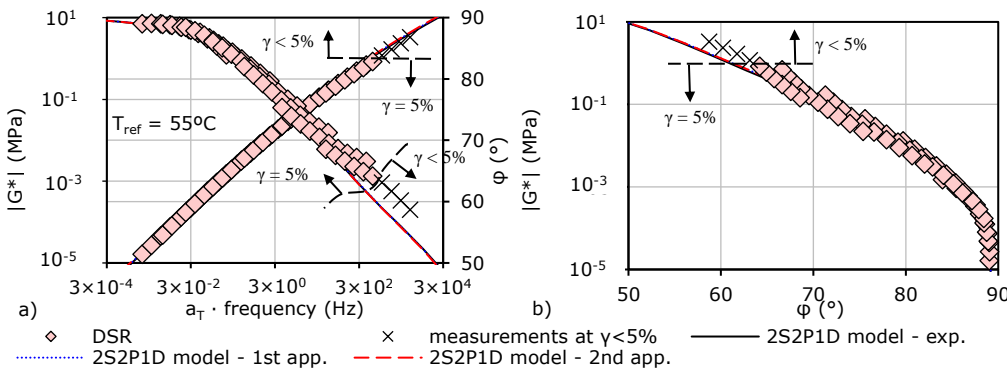 10¹
10⁻¹
10⁻³
10⁻⁵
|G*| (MPa)
90
80
70
60
50
φ (°)
γ < 5%
γ = 5%
T_ref = 55ºC
γ = 5%
γ < 5%
3×10⁻⁴ 3×10⁻² 3×10⁰ 3×10² 3×10⁴
a) a_T · frequency (Hz)
10¹
10⁻¹
10⁻³
10⁻⁵
|G*| (MPa)
γ < 5%
γ = 5%
50 60 70 80 90
b) φ (°)
DSR measurements at γ<5% 2S2P1D model - exp.
2S2P1D model - 1st app. 2S2P1D model - 2nd app.